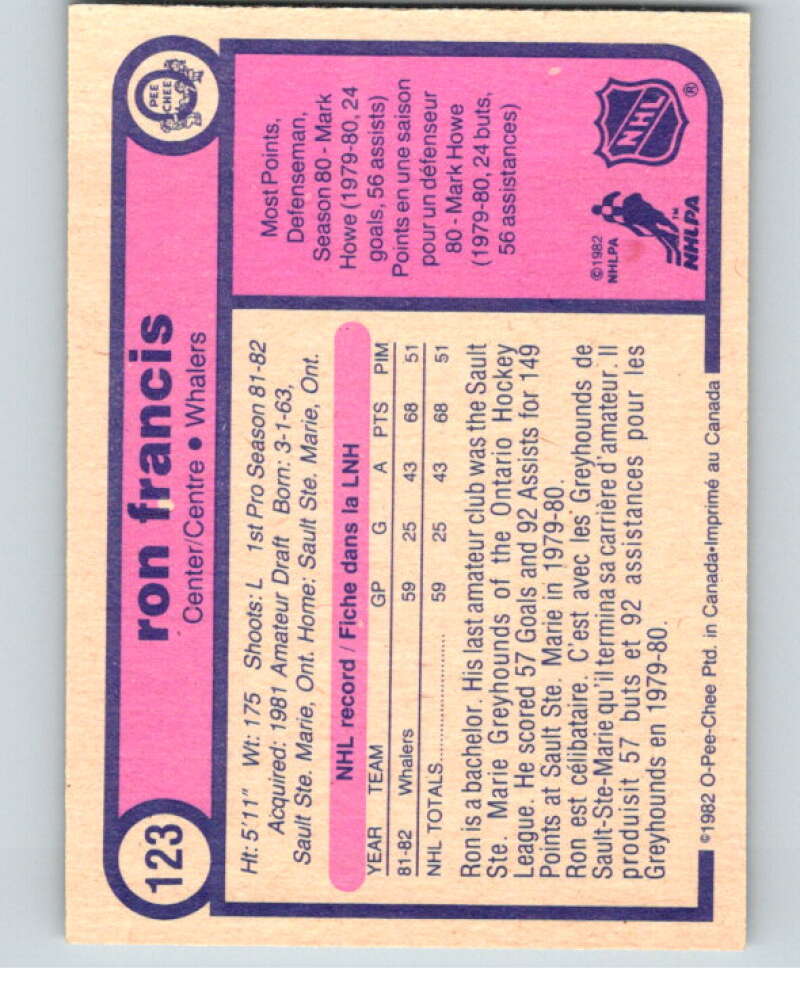 123
ron francis
Center/Centre • Whalers
O
PEE
CHEE
Ht: 5'11" Wt: 175 Shoots: L 1st Pro Season 81-82
Acquired: 1981 Amateur Draft Born: 3-1-63,
Sault Ste. Marie, Ont. Home: Sault Ste. Marie, Ont.
NHL record / Fiche dans la LNH
YEAR TEAM GP G A PTS PIM
81-82 Whalers 59 25 43 68 51
NHL TOTALS 59 25 43 68 51
Ron is a bachelor. His last amateur club was the Sault
Ste. Marie Greyhounds of the Ontario Hockey
League. He scored 57 Goals and 92 Assists for 149
Points at Sault Ste. Marie in 1979-80.
Ron est célibataire. C'est avec les Greyhounds de
Sault-Ste-Marie qu'il termina sa carrière d'amateur. Il
produisit 57 buts et 92 assistances pour les
Greyhounds en 1979-80.
©1982 O-Pee-Chee Ptd. in Canada•Imprimé au Canada
Most Points,
Defenseman,
Season 80 - Mark
Howe (1979-80, 24
goals, 56 assists)
Points en une saison
pour un défenseur
80 - Mark Howe
(1979-80, 24 buts,
56 assistances)
©1982
NHLPA
NHLPA™
NHL®